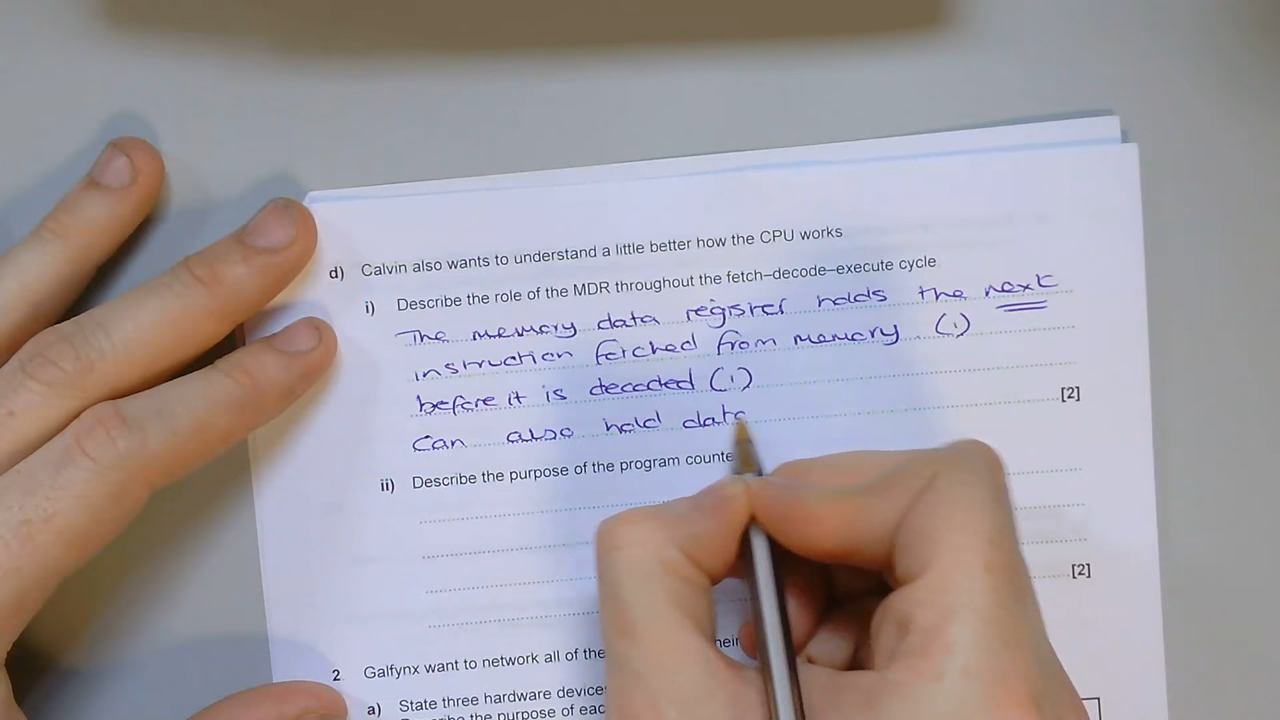 d) Calvin also wants to understand a little better how the CPU works
i) Describe the role of the MDR throughout the fetch–decode–execute cycle
The memory data register holds the next
instruction fetched from memory (1)
before it is decoded (1)
[2]
Can also hold data
ii) Describe the purpose of the program
[2]
2 Galfynx want to network all of the
a) State three hardware
the purpose of